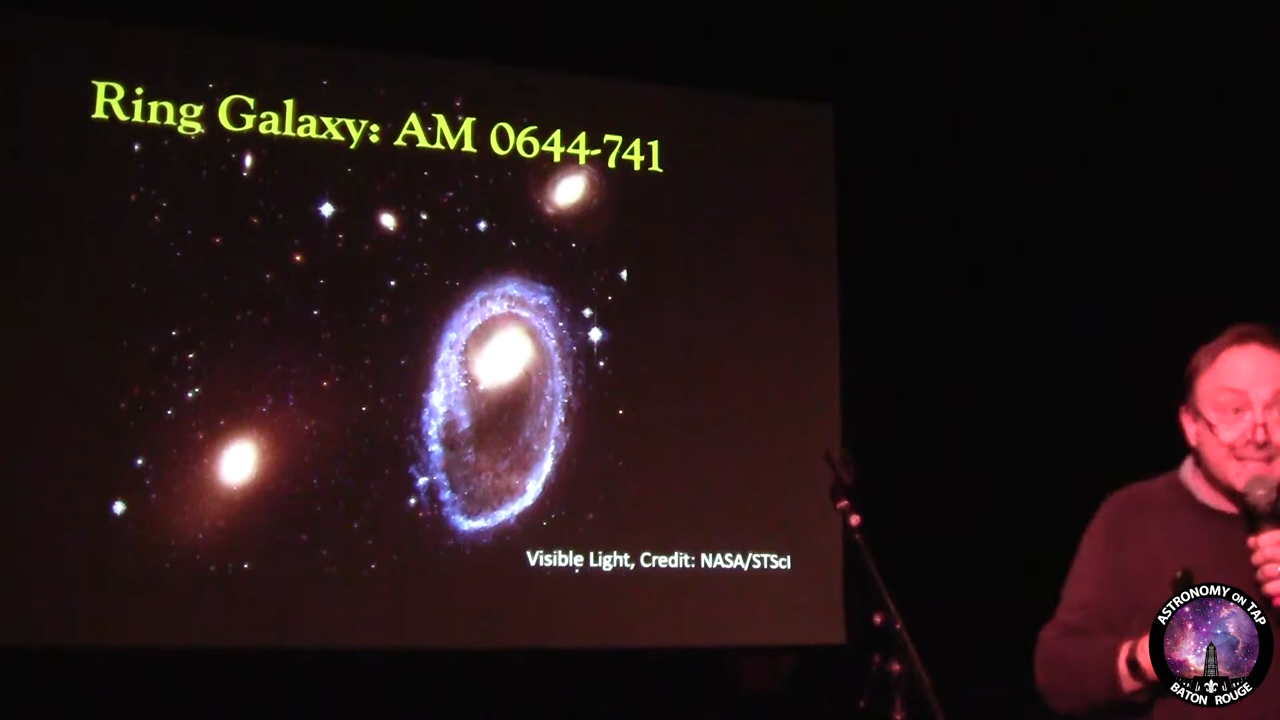 Ring Galaxy: AM 0644-741
Visible Light, Credit: NASA/STScI
ASTRONOMY ON TAP
BATON ROUGE